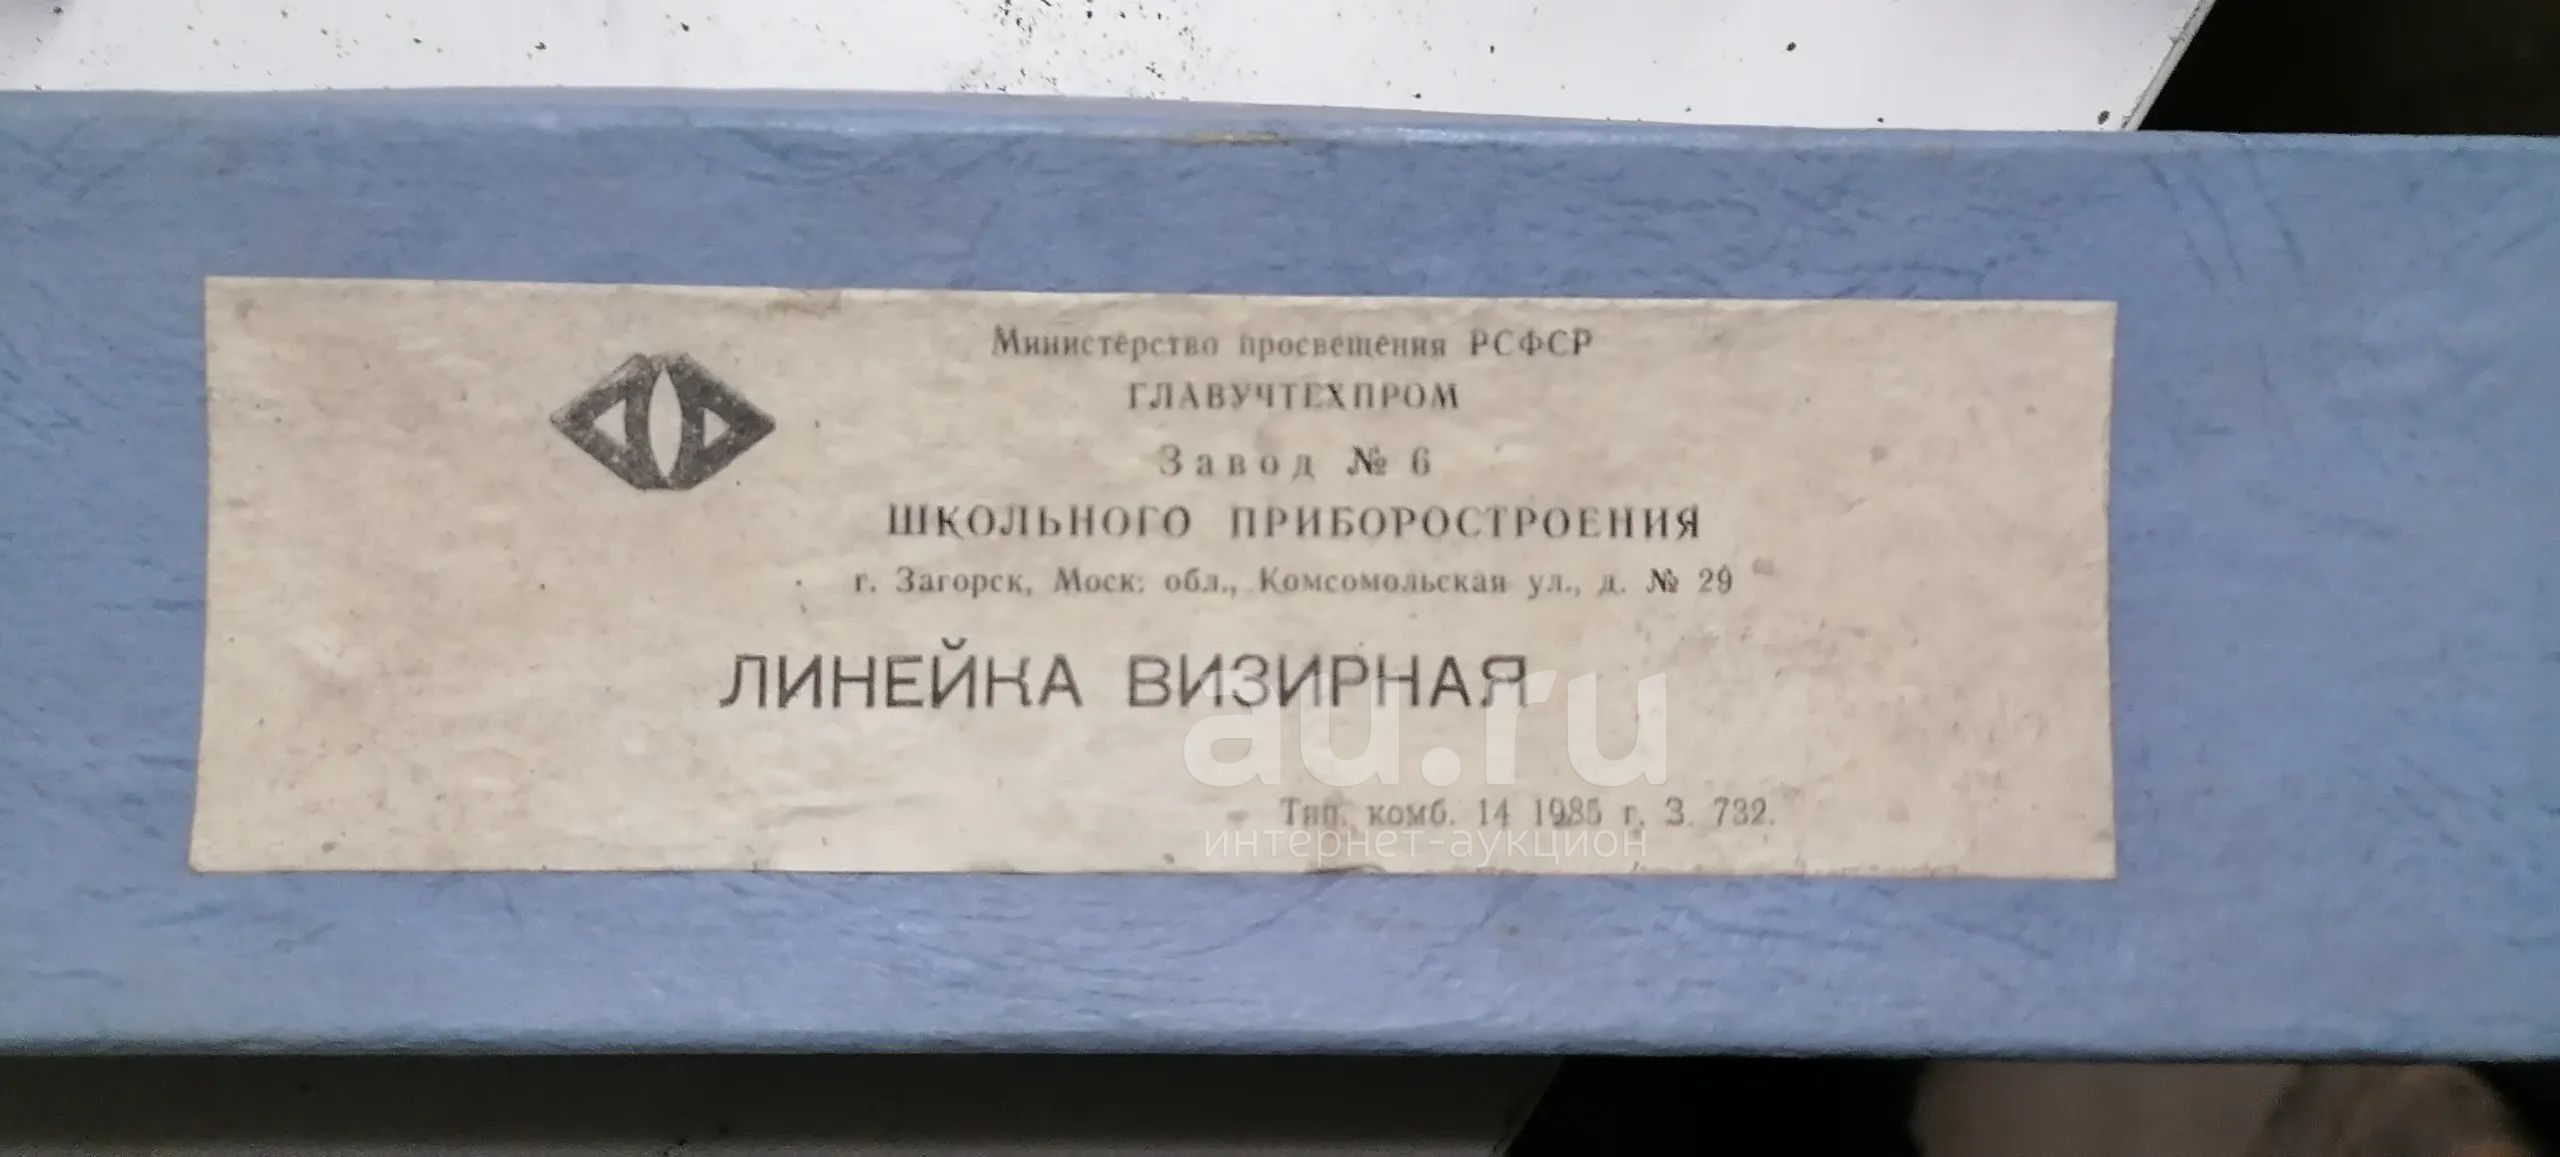 Министерство просвещения РСФСР
ГЛАВУЧТЕХПРОМ
Завод № 6
ШКОЛЬНОГО ПРИБОРОСТРОЕНИЯ
г. Загорск, Моск. обл., Комсомольская ул., д. № 29
ЛИНЕЙКА ВИЗИРНАЯ
au.ru
Тип. комб. 14 1985 г. З. 732.
интернет-аукцион